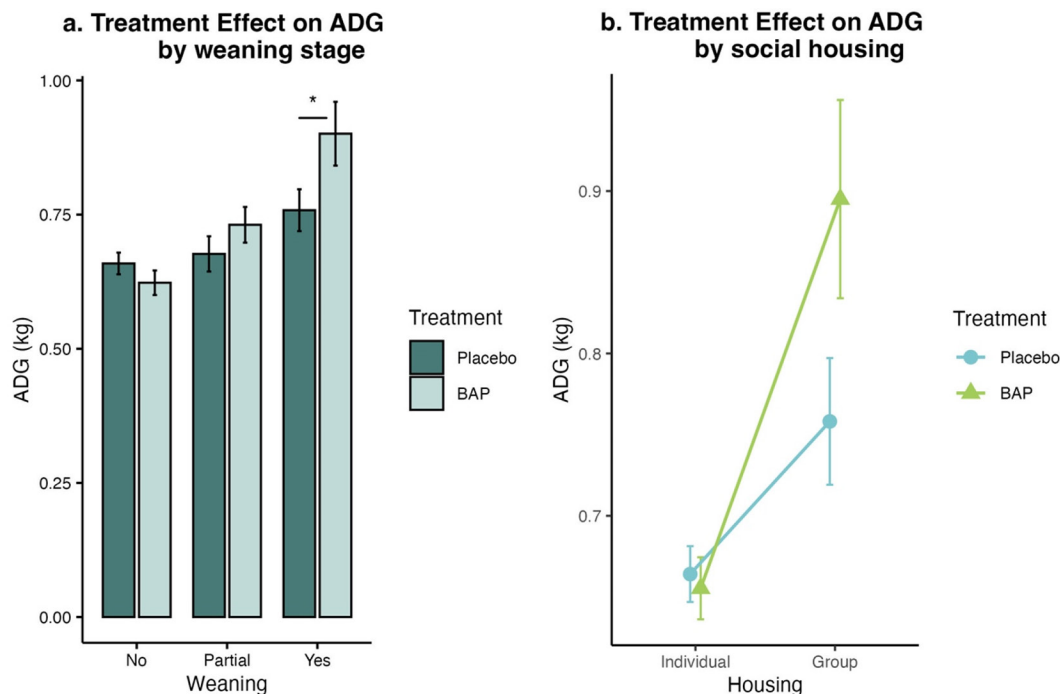 a. Treatment Effect on ADG
by weaning stage
1.00
0.75
0.50
0.25
0.00
ADG (kg)
*
No
Partial
Yes
Weaning
Treatment
Placebo
BAP
b. Treatment Effect on ADG
by social housing
0.9
0.8
0.7
ADG (kg)
Individual
Group
Housing
Treatment
Placebo
BAP